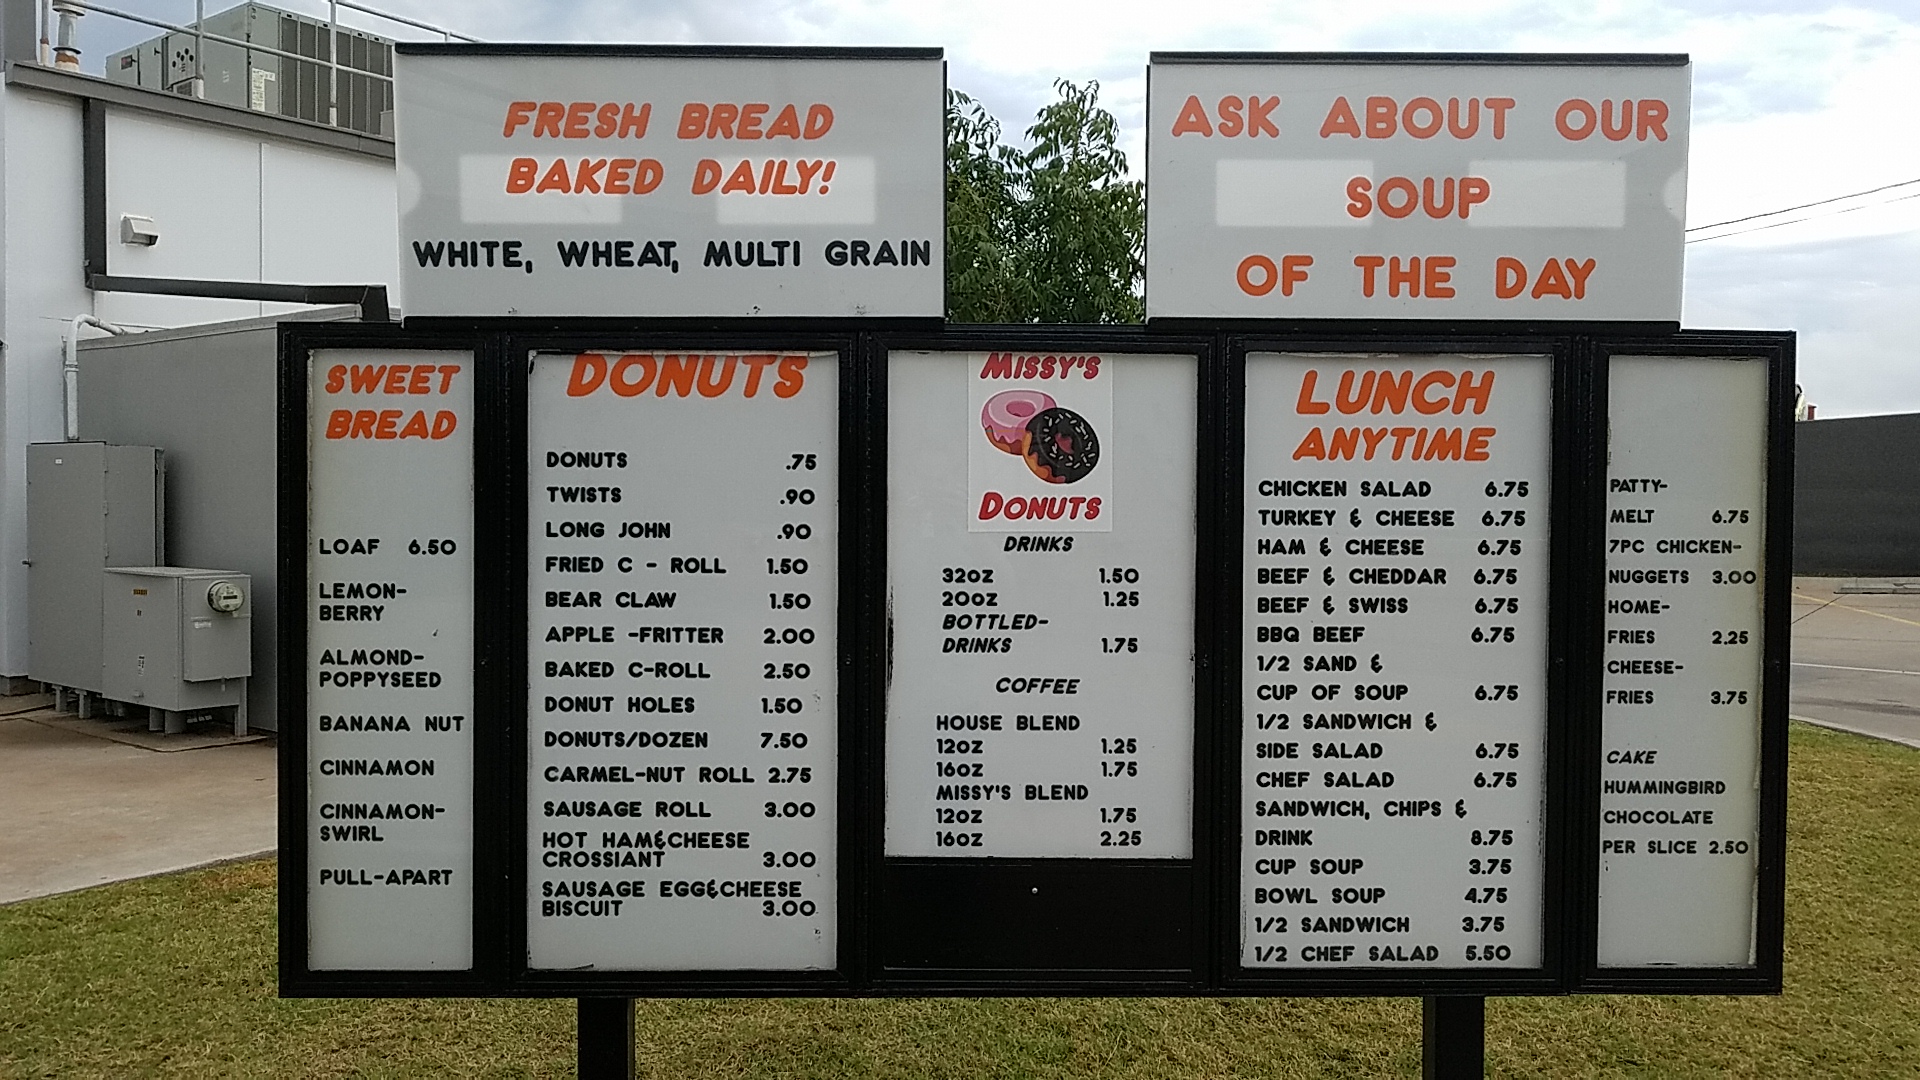 FRESH BREAD
BAKED DAILY!
WHITE, WHEAT, MULTI GRAIN
ASK ABOUT OUR
SOUP
OF THE DAY
SWEET
BREAD
LOAF 6.50
LEMON-
BERRY
ALMOND-
POPPYSEED
BANANA NUT
CINNAMON
CINNAMON-
SWIRL
PULL-APART
DONUTS
DONUTS .75
TWISTS .90
LONG JOHN .90
FRIED C - ROLL 1.50
BEAR CLAW 1.50
APPLE -FRITTER 2.00
BAKED C-ROLL 2.50
DONUT HOLES 1.50
DONUTS/DOZEN 7.50
CARMEL-NUT ROLL 2.75
SAUSAGE ROLL 3.00
HOT HAM&CHEESE
CROSSIANT 3.00
SAUSAGE EGG&CHEESE
BISCUIT 3.00
MISSY'S
DONUTS
DRINKS
32OZ 1.50
20OZ 1.25
BOTTLED-
DRINKS 1.75
COFFEE
HOUSE BLEND
12OZ 1.25
16OZ 1.75
MISSY'S BLEND
12OZ 1.75
16OZ 2.25
LUNCH
ANYTIME
CHICKEN SALAD 6.75
TURKEY & CHEESE 6.75
HAM & CHEESE 6.75
BEEF & CHEDDAR 6.75
BEEF & SWISS 6.75
BBQ BEEF 6.75
1/2 SAND &
CUP OF SOUP 6.75
1/2 SANDWICH &
SIDE SALAD 6.75
CHEF SALAD 6.75
SANDWICH, CHIPS &
DRINK 8.75
CUP SOUP 3.75
BOWL SOUP 4.75
1/2 SANDWICH 3.75
1/2 CHEF SALAD 5.50
PATTY-
MELT 6.75
7PC CHICKEN-
NUGGETS 3.00
HOME-
FRIES 2.25
CHEESE-
FRIES 3.75
CAKE
HUMMINGBIRD
CHOCOLATE
PER SLICE 2.50